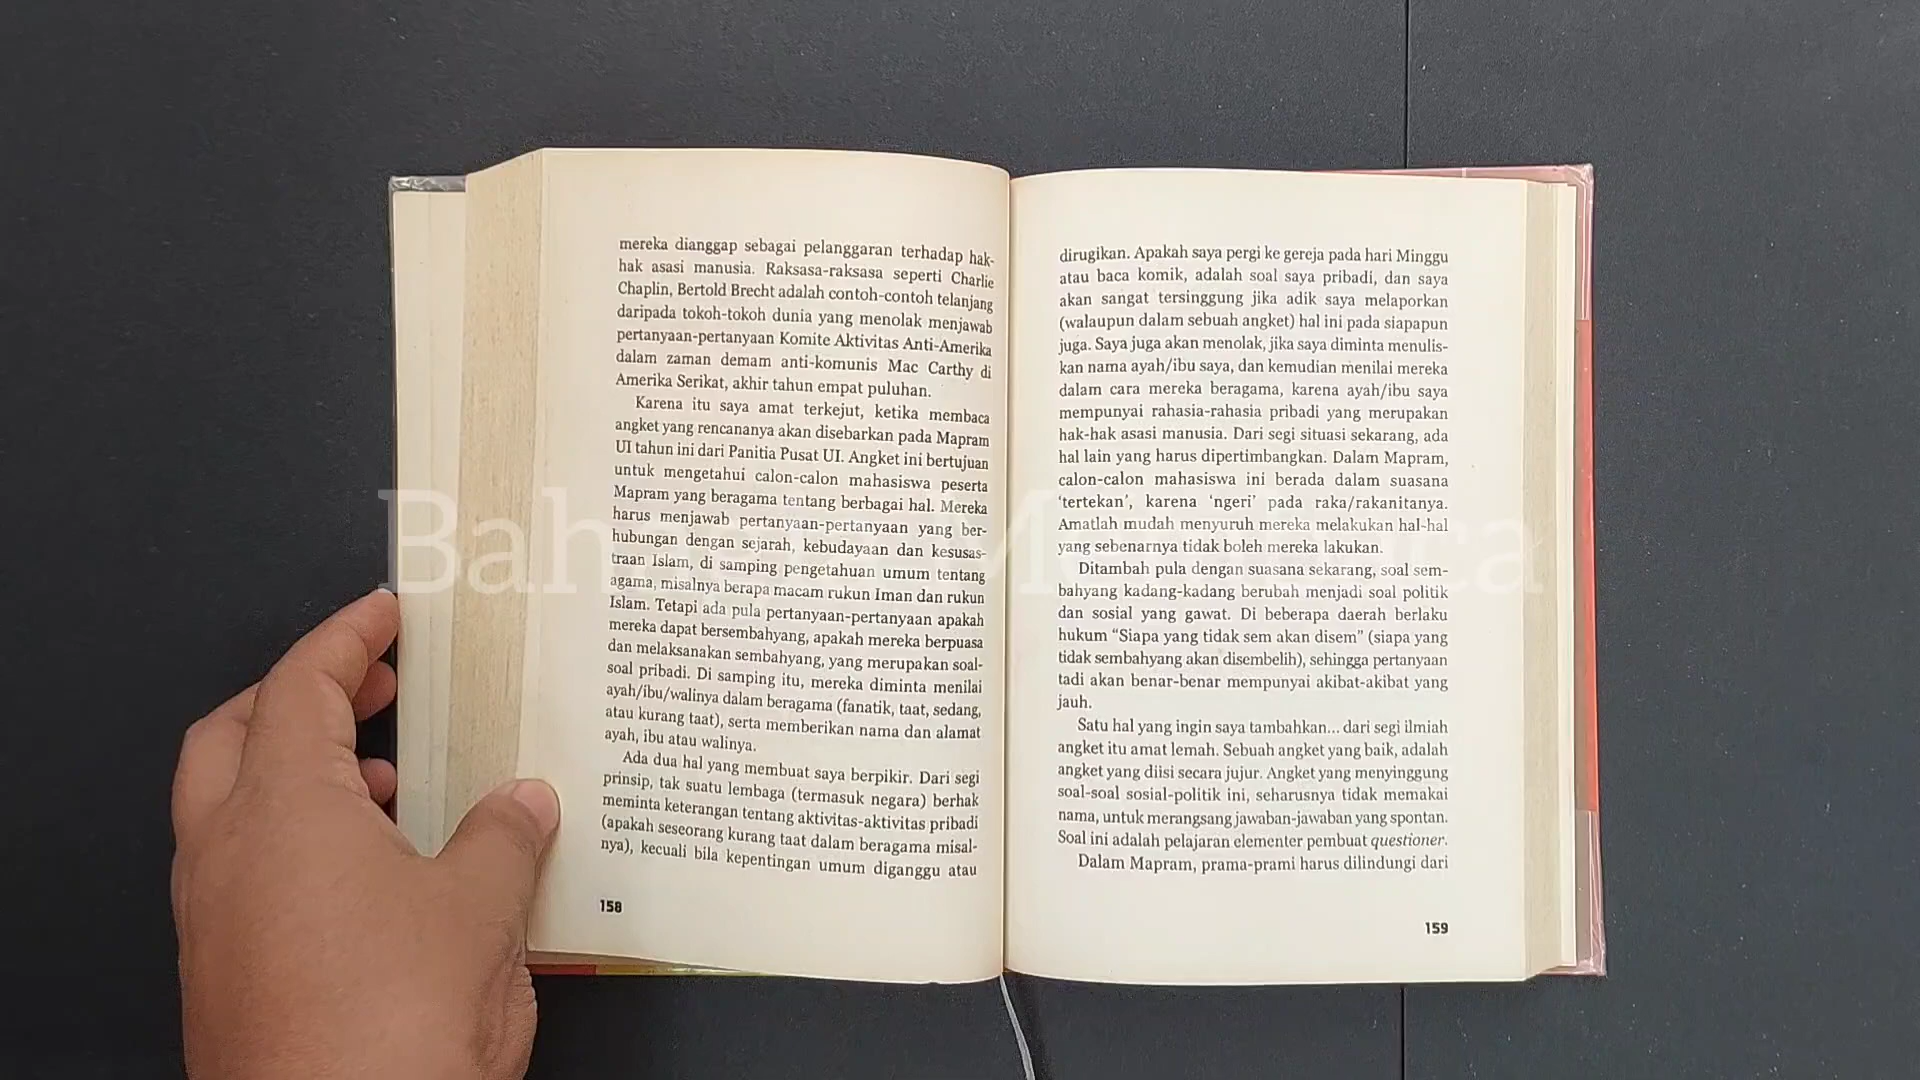 mereka dianggap sebagai pelanggaran terhadap hak-
hak asasi manusia. Raksasa-raksasa seperti Charlie
Chaplin, Bertold Brecht adalah contoh-contoh telanjang
daripada tokoh-tokoh dunia yang menolak menjawab
pertanyaan-pertanyaan Komite Aktivitas Anti-Amerika
dalam zaman demam anti-komunis Mac Carthy di
Amerika Serikat, akhir tahun empat puluhan.
Karena itu saya amat terkejut, ketika membaca
angket yang rencananya akan disebarkan pada Mapram
UI tahun ini dari Panitia Pusat UI. Angket ini bertujuan
untuk mengetahui calon-calon mahasiswa peserta
Mapram yang beragama tentang berbagai hal. Mereka
harus menjawab pertanyaan-pertanyaan yang ber-
hubungan dengan sejarah, kebudayaan dan kesusas-
traan Islam, di samping pengetahuan umum tentang
agama, misalnya berapa macam rukun Iman dan rukun
Islam. Tetapi ada pula pertanyaan-pertanyaan apakah
mereka dapat bersembahyang, apakah mereka berpuasa
dan melaksanakan sembahyang, yang merupakan soal-
soal pribadi. Di samping itu, mereka diminta menilai
ayah/ibu/walinya dalam beragama (fanatik, taat, sedang,
atau kurang taat), serta memberikan nama dan alamat
ayah, ibu atau walinya.
Ada dua hal yang membuat saya berpikir. Dari segi
prinsip, tak suatu lembaga (termasuk negara) berhak
meminta keterangan tentang aktivitas-aktivitas pribadi
(apakah seseorang kurang taat dalam beragama misal-
nya), kecuali bila kepentingan umum diganggu atau
158
dirugikan. Apakah saya pergi ke gereja pada hari Minggu
atau baca komik, adalah soal saya pribadi, dan saya
akan sangat tersinggung jika adik saya melaporkan
(walaupun dalam sebuah angket) hal ini pada siapapun
juga. Saya juga akan menolak, jika saya diminta menulis-
kan nama ayah/ibu saya, dan kemudian menilai mereka
dalam cara mereka beragama, karena ayah/ibu saya
mempunyai rahasia-rahasia pribadi yang merupakan
hak-hak asasi manusia. Dari segi situasi sekarang, ada
hal lain yang harus dipertimbangkan. Dalam Mapram,
calon-calon mahasiswa ini berada dalam suasana
‘tertekan’, karena ‘ngeri’ pada raka/rakanitanya.
Amatlah mudah menyuruh mereka melakukan hal-hal
yang sebenarnya tidak boleh mereka lakukan.
Ditambah pula dengan suasana sekarang, soal sem-
bahyang kadang-kadang berubah menjadi soal politik
dan sosial yang gawat. Di beberapa daerah berlaku
hukum “Siapa yang tidak sem akan disem” (siapa yang
tidak sembahyang akan disembelih), sehingga pertanyaan
tadi akan benar-benar mempunyai akibat-akibat yang
jauh.
Satu hal yang ingin saya tambahkan... dari segi ilmiah
angket itu amat lemah. Sebuah angket yang baik, adalah
angket yang diisi secara jujur. Angket yang menyinggung
soal-soal sosial-politik ini, seharusnya tidak memakai
nama, untuk merangsang jawaban-jawaban yang spontan.
Soal ini adalah pelajaran elementer pembuat questioner.
Dalam Mapram, prama-prami harus dilindungi dari
159